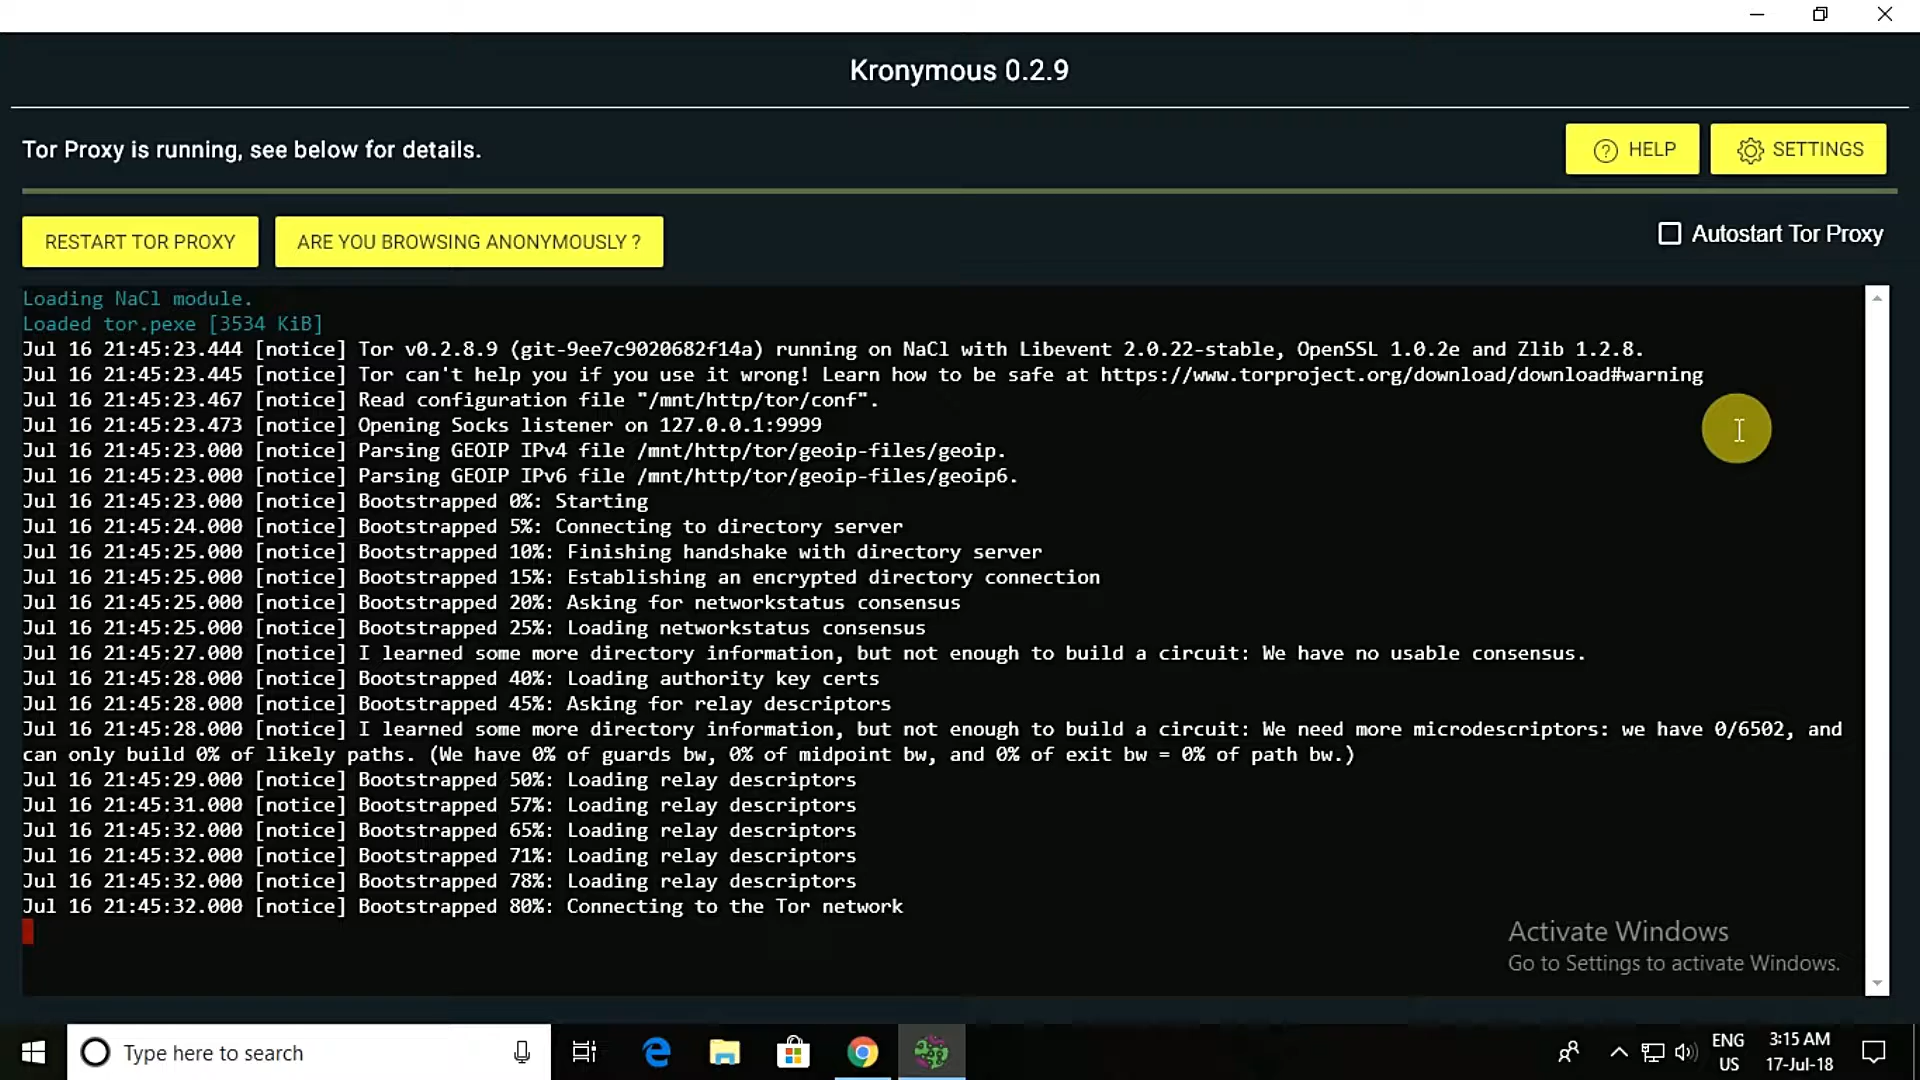 Kronymous 0.2.9
Tor Proxy is running, see below for details.
HELP
SETTINGS
RESTART TOR PROXY
ARE YOU BROWSING ANONYMOUSLY ?
Autostart Tor Proxy
Loading NaCl module.
Loaded tor.pexe [3534 KiB]
Jul 16 21:45:23.444 [notice] Tor v0.2.8.9 (git-9ee7c9020682f14a) running on NaCl with Libevent 2.0.22-stable, OpenSSL 1.0.2e and Zlib 1.2.8.
Jul 16 21:45:23.445 [notice] Tor can't help you if you use it wrong! Learn how to be safe at https://www.torproject.org/download/download#warning
Jul 16 21:45:23.467 [notice] Read configuration file "/mnt/http/tor/conf".
Jul 16 21:45:23.473 [notice] Opening Socks listener on 127.0.0.1:9999
Jul 16 21:45:23.000 [notice] Parsing GEOIP IPv4 file /mnt/http/tor/geoip-files/geoip.
Jul 16 21:45:23.000 [notice] Parsing GEOIP IPv6 file /mnt/http/tor/geoip-files/geoip6.
Jul 16 21:45:23.000 [notice] Bootstrapped 0%: Starting
Jul 16 21:45:24.000 [notice] Bootstrapped 5%: Connecting to directory server
Jul 16 21:45:25.000 [notice] Bootstrapped 10%: Finishing handshake with directory server
Jul 16 21:45:25.000 [notice] Bootstrapped 15%: Establishing an encrypted directory connection
Jul 16 21:45:25.000 [notice] Bootstrapped 20%: Asking for networkstatus consensus
Jul 16 21:45:25.000 [notice] Bootstrapped 25%: Loading networkstatus consensus
Jul 16 21:45:27.000 [notice] I learned some more directory information, but not enough to build a circuit: We have no usable consensus.
Jul 16 21:45:28.000 [notice] Bootstrapped 40%: Loading authority key certs
Jul 16 21:45:28.000 [notice] Bootstrapped 45%: Asking for relay descriptors
Jul 16 21:45:28.000 [notice] I learned some more directory information, but not enough to build a circuit: We need more microdescriptors: we have 0/6502, and
can only build 0% of likely paths. (We have 0% of guards bw, 0% of midpoint bw, and 0% of exit bw = 0% of path bw.)
Jul 16 21:45:29.000 [notice] Bootstrapped 50%: Loading relay descriptors
Jul 16 21:45:31.000 [notice] Bootstrapped 57%: Loading relay descriptors
Jul 16 21:45:32.000 [notice] Bootstrapped 65%: Loading relay descriptors
Jul 16 21:45:32.000 [notice] Bootstrapped 71%: Loading relay descriptors
Jul 16 21:45:32.000 [notice] Bootstrapped 78%: Loading relay descriptors
Jul 16 21:45:32.000 [notice] Bootstrapped 80%: Connecting to the Tor network
Activate Windows
Go to Settings to activate Windows.
Type here to search
ENG
US
3:15 AM
17-Jul-18